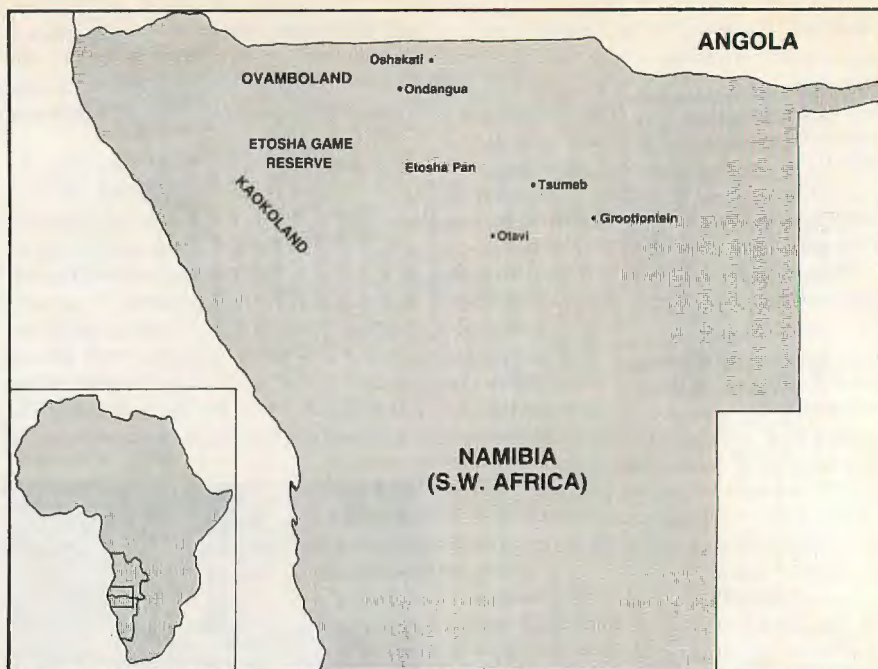 ANGOLA
Oshakati
OVAMBOLAND
Ondangua
ETOSHA GAME
RESERVE
Etosha Pan
KAOKOLAND
Tsumeb
Grootfontein
Otavi
NAMIBIA
(S.W. AFRICA)